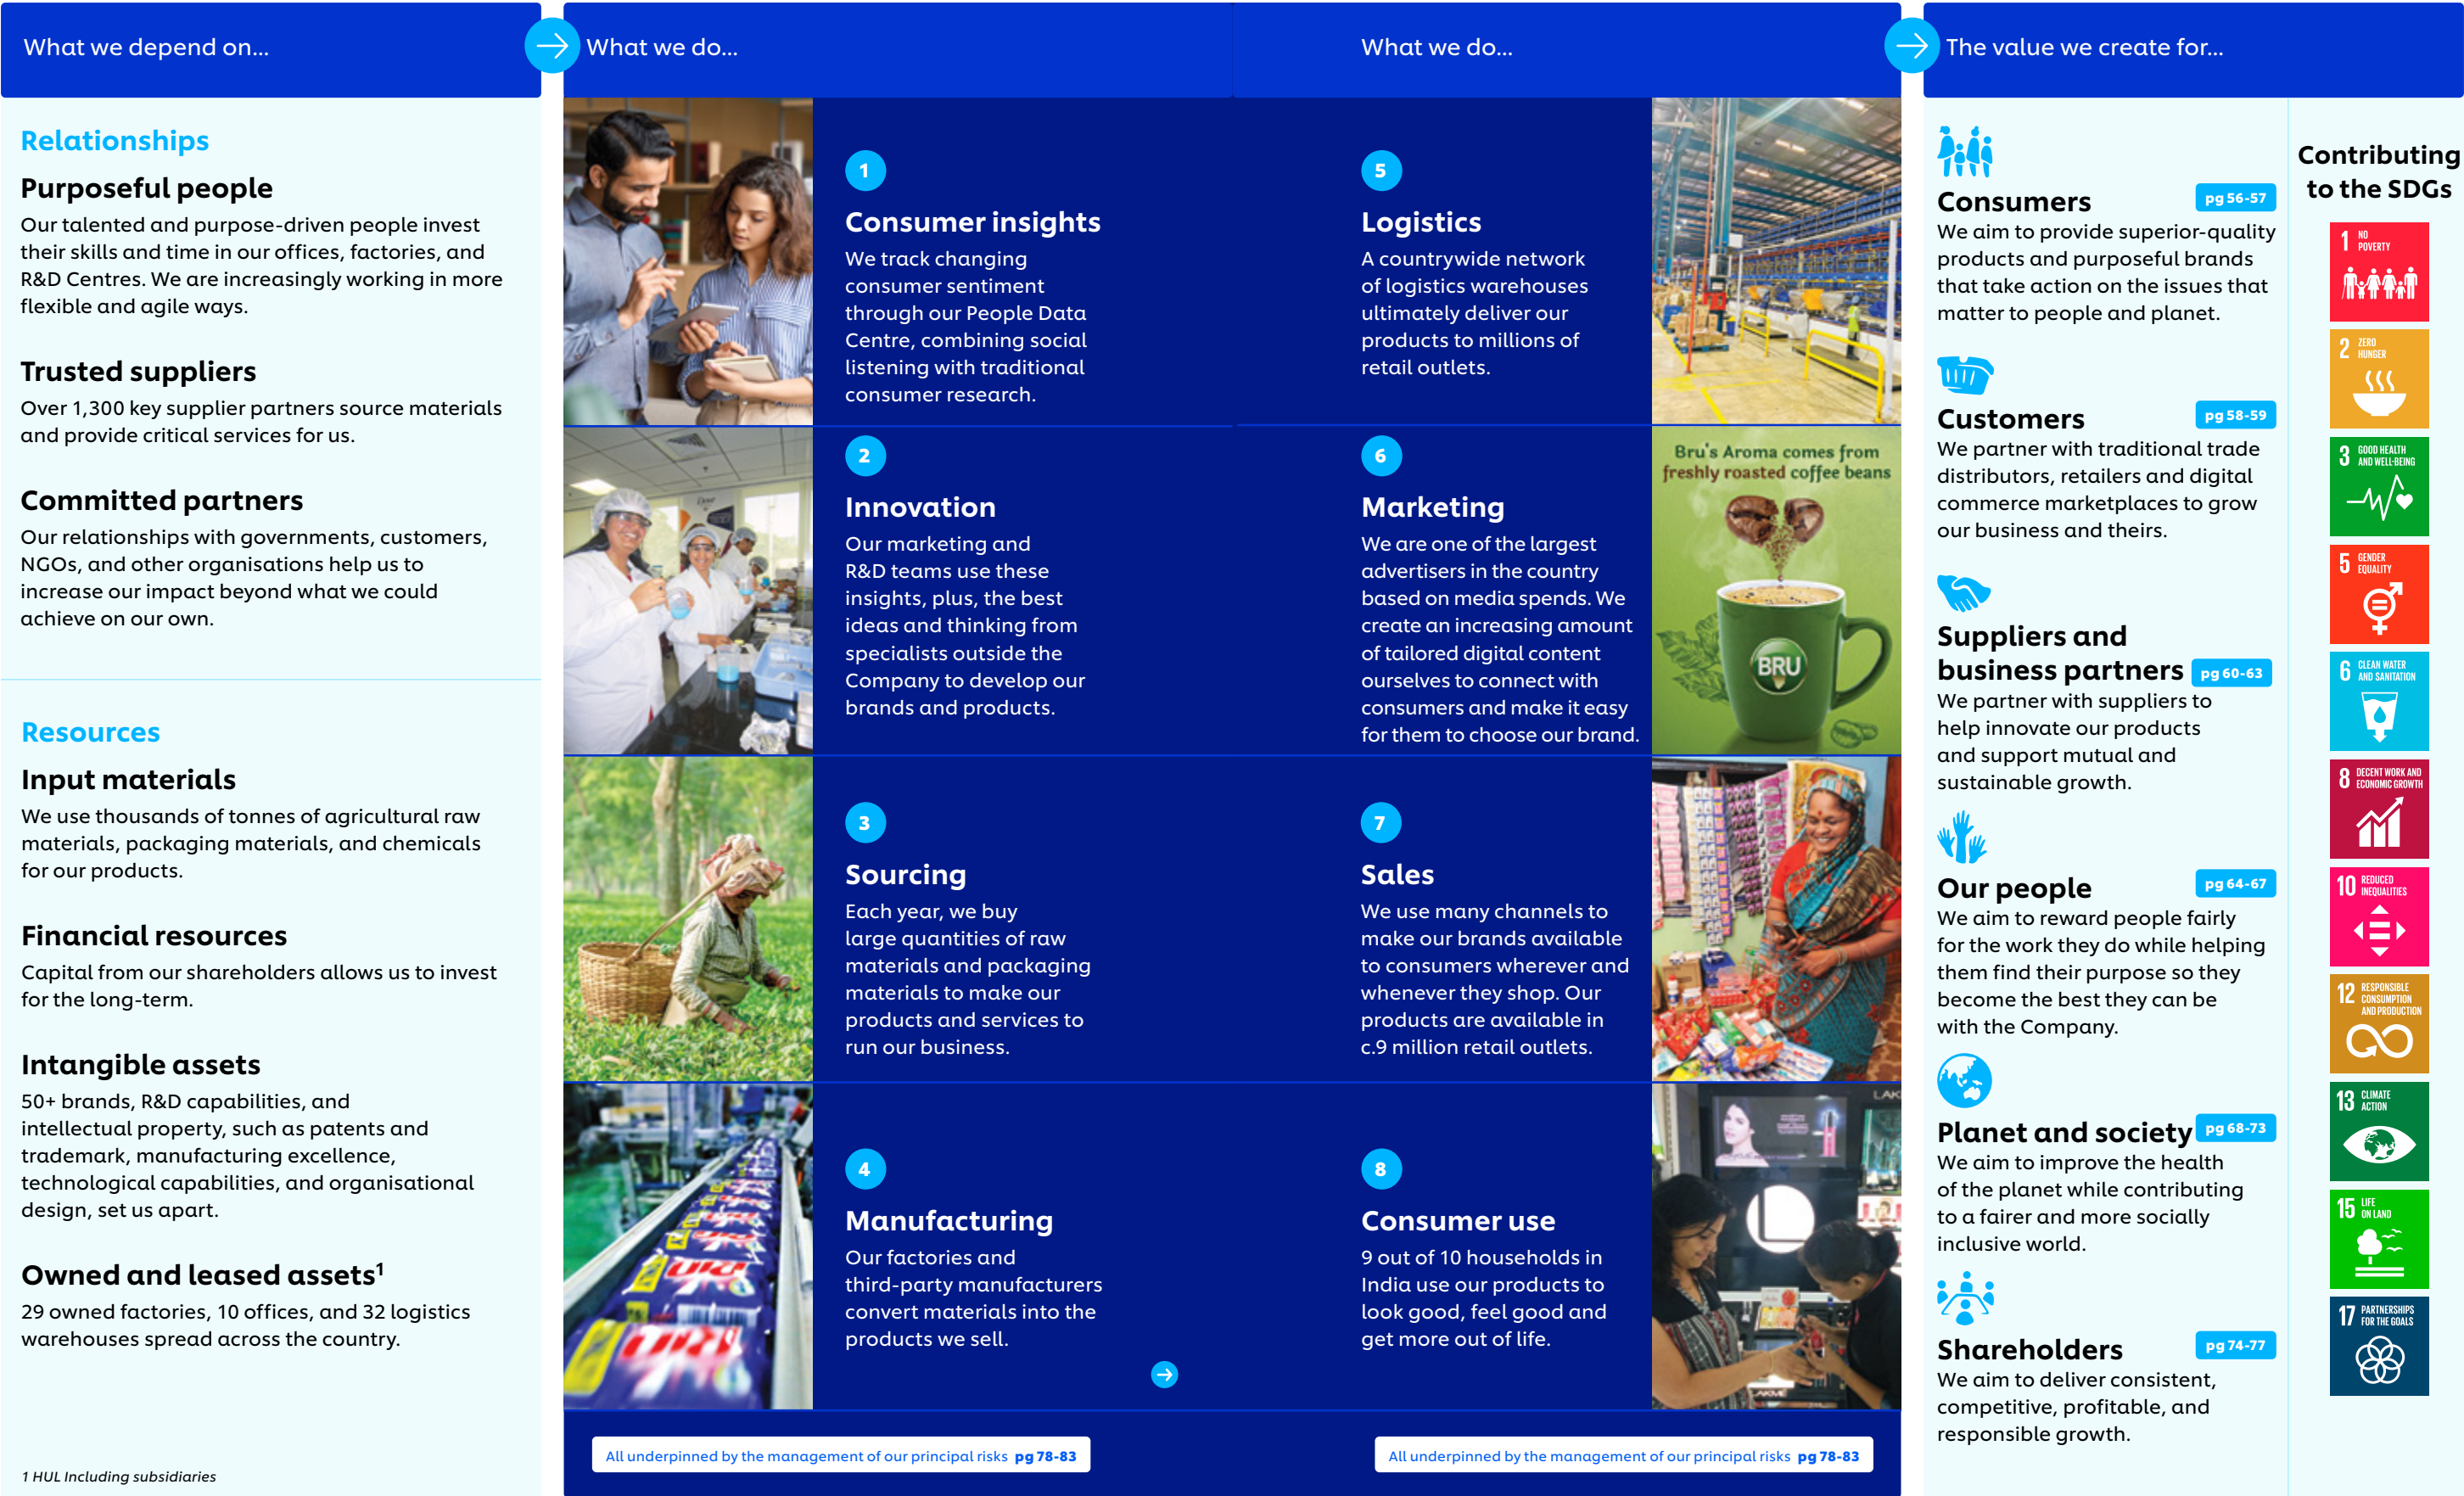 What we depend on...
Relationships
Purposeful people
Our talented and purpose-driven people invest
their skills and time in our offices, factories, and
R&D Centres. We are increasingly working in more
flexible and agile ways.
Trusted suppliers
Over 1,300 key supplier partners source materials
and provide critical services for us.
Committed partners
Our relationships with governments, customers,
NGOs, and other organisations help us to
increase our impact beyond what we could
achieve on our own.
Resources
Input materials
We use thousands of tonnes of agricultural raw
materials, packaging materials, and chemicals
for our products.
Financial resources
Capital from our shareholders allows us to invest
for the long-term.
Intangible assets
50+ brands, R&D capabilities, and
intellectual property, such as patents and
trademark, manufacturing excellence,
technological capabilities, and organisational
design, set us apart.
Owned and leased assets1
29 owned factories, 10 offices, and 32 logistics
warehouses spread across the country.
1 HUL Including subsidiaries
What we do...
1
Consumer insights
We track changing
consumer sentiment
through our People Data
Centre, combining social
listening with traditional
consumer research.
Dove
2
Innovation
Our marketing and
R&D teams use these
insights, plus, the best
ideas and thinking from
specialists outside the
Company to develop our
brands and products.
3
Sourcing
Each year, we buy
large quantities of raw
materials and packaging
materials to make our
products and services to
run our business.
4
Manufacturing
Our factories and
third-party manufacturers
convert materials into the
products we sell.
Rin
All underpinned by the management of our principal risks pg 78-83
What we do...
5
Logistics
A countrywide network
of logistics warehouses
ultimately deliver our
products to millions of
retail outlets.
6
Marketing
We are one of the largest
advertisers in the country
based on media spends. We
create an increasing amount
of tailored digital content
ourselves to connect with
consumers and make it easy
for them to choose our brand.
Bru's Aroma comes from
freshly roasted coffee beans
BRU
7
Sales
We use many channels to
make our brands available
to consumers wherever and
whenever they shop. Our
products are available in
c.9 million retail outlets.
8
Consumer use
9 out of 10 households in
India use our products to
look good, feel good and
get more out of life.
LAK
LAKMÉ
All underpinned by the management of our principal risks pg 78-83
The value we create for...
Consumers pg 56-57
We aim to provide superior-quality
products and purposeful brands
that take action on the issues that
matter to people and planet.
Customers pg 58-59
We partner with traditional trade
distributors, retailers and digital
commerce marketplaces to grow
our business and theirs.
Suppliers and
business partners pg 60-63
We partner with suppliers to
help innovate our products
and support mutual and
sustainable growth.
Our people pg 64-67
We aim to reward people fairly
for the work they do while helping
them find their purpose so they
become the best they can be
with the Company.
Planet and society pg 68-73
We aim to improve the health
of the planet while contributing
to a fairer and more socially
inclusive world.
Shareholders pg 74-77
We aim to deliver consistent,
competitive, profitable, and
responsible growth.
Contributing
to the SDGs
1 NO
POVERTY
2 ZERO
HUNGER
3 GOOD HEALTH
AND WELL-BEING
5 GENDER
EQUALITY
6 CLEAN WATER
AND SANITATION
8 DECENT WORK AND
ECONOMIC GROWTH
10 REDUCED
INEQUALITIES
12 RESPONSIBLE
CONSUMPTION
AND PRODUCTION
13 CLIMATE
ACTION
15 LIFE
ON LAND
17 PARTNERSHIPS
FOR THE GOALS